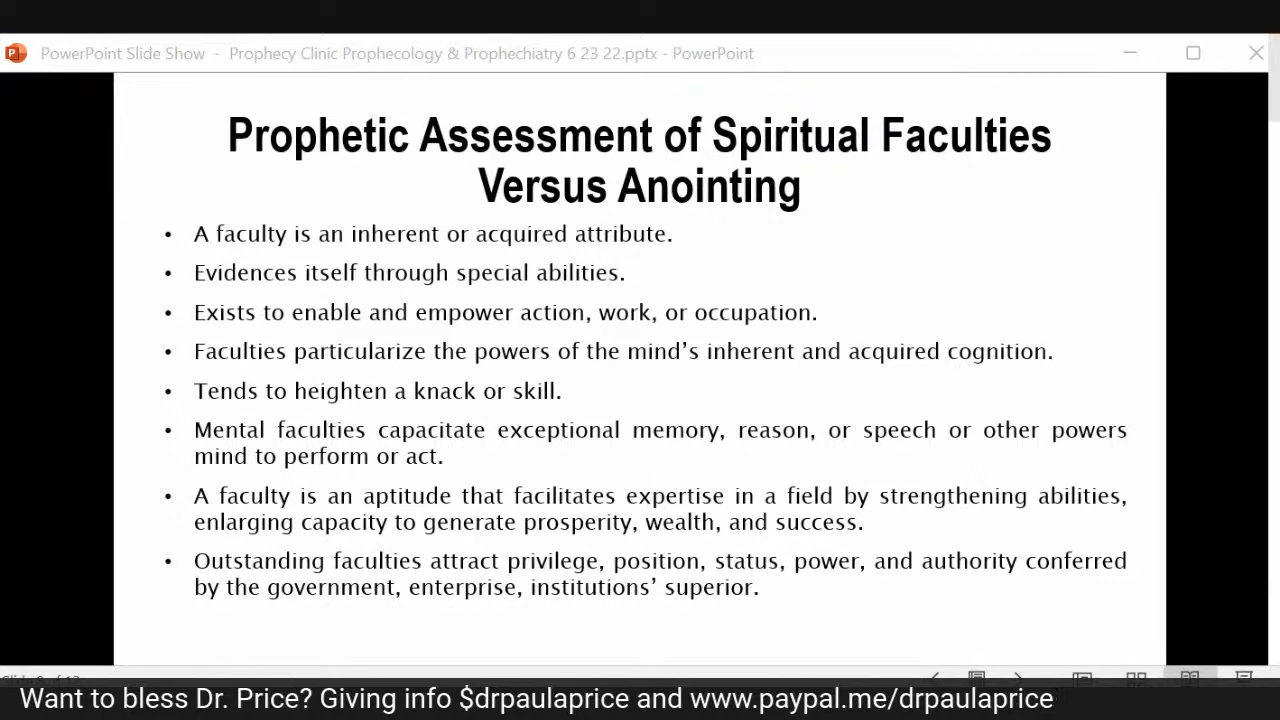 PowerPoint Slide Show - Prophecy Clinic Prophecology & Prophechiatry 6 23 22.pptx - PowerPoint
Prophetic Assessment of Spiritual Faculties
Versus Anointing
• A faculty is an inherent or acquired attribute.
• Evidences itself through special abilities.
• Exists to enable and empower action, work, or occupation.
• Faculties particularize the powers of the mind’s inherent and acquired cognition.
• Tends to heighten a knack or skill.
• Mental faculties capacitate exceptional memory, reason, or speech or other powers
mind to perform or act.
• A faculty is an aptitude that facilitates expertise in a field by strengthening abilities,
enlarging capacity to generate prosperity, wealth, and success.
• Outstanding faculties attract privilege, position, status, power, and authority conferred
by the government, enterprise, institutions’ superior.
Want to bless Dr. Price? Giving info $drpaulaprice and www.paypal.me/drpaulaprice